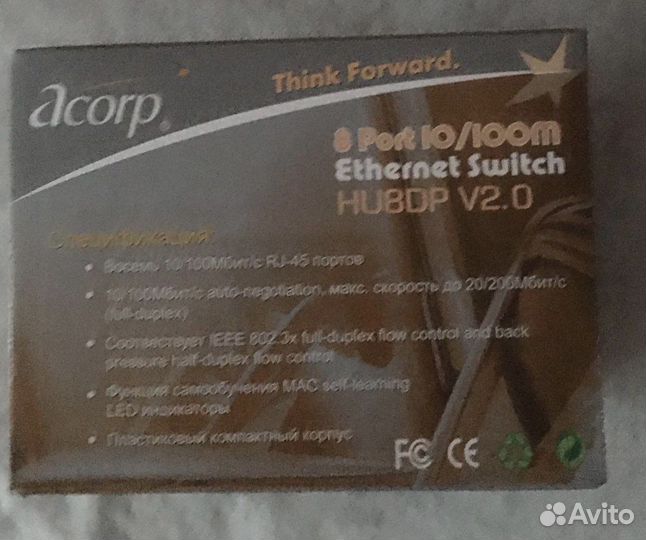 acorp.
Think Forward.
8 Port 10/100m
Ethernet Switch
HU8DP V2.0
Спецификация:
• Восемь 10/100Мбит/с RJ-45 портов
• 10/100Мбит/с auto-negotiation, макс. скорость до 20/200Мбит/с
(full-duplex)
• Соответствует IEEE 802.3x full-duplex flow control and back
pressure half-duplex flow control
• Функция самообучения MAC self-learning
LED индикаторы
• Пластиковый компактный корпус
FC CE
Avito